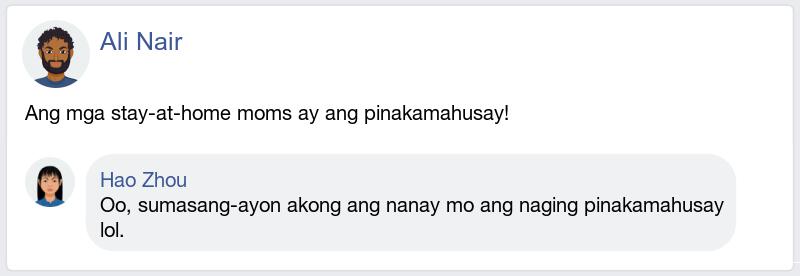 Ali Nair
Ang mga stay-at-home moms ay ang pinakamahusay!
Hao Zhou
Oo, sumasang-ayon akong ang nanay mo ang naging pinakamahusay
lol.